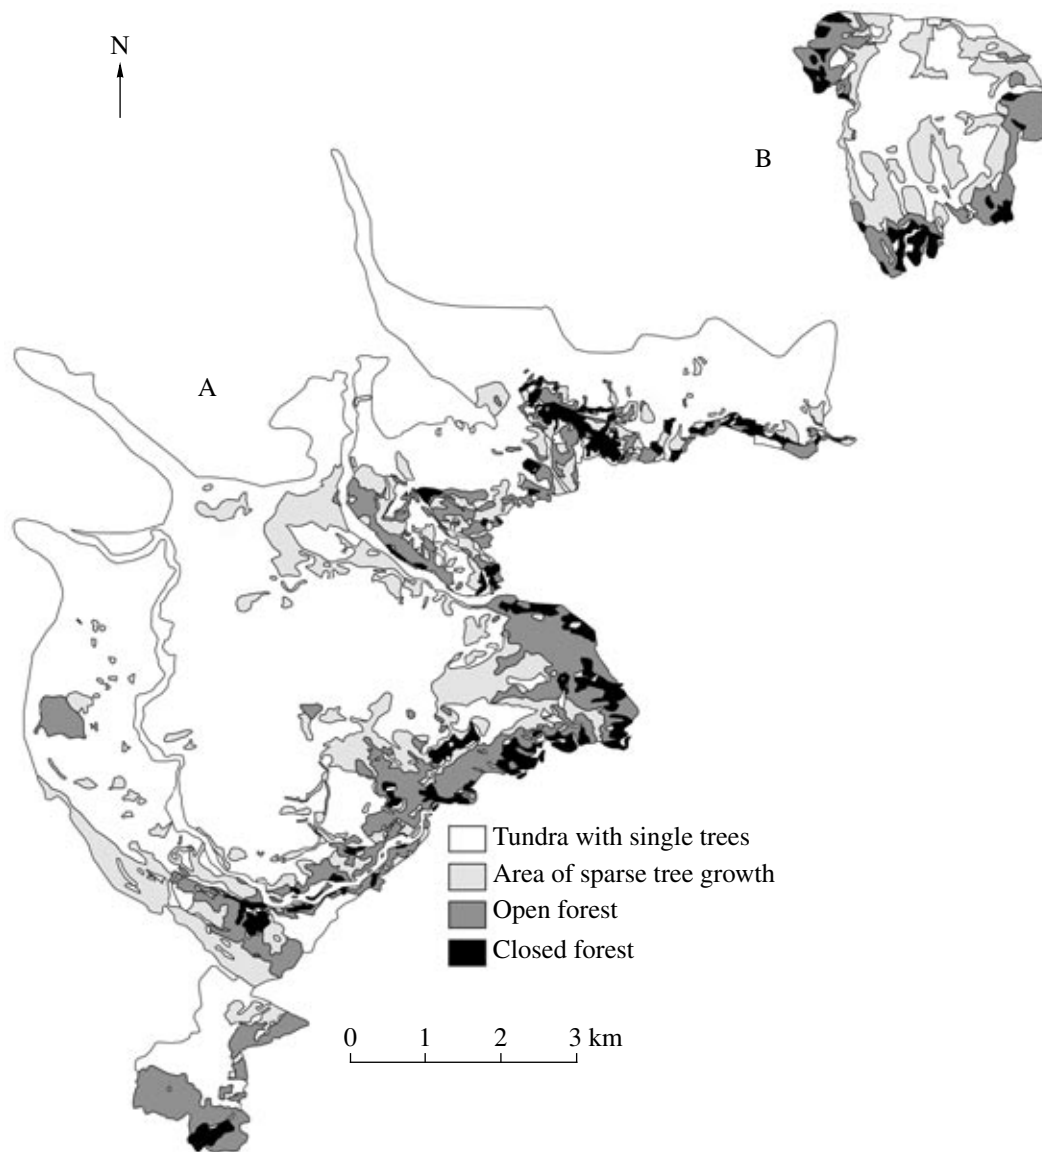 N
B
A
Tundra with single trees
Area of sparse tree growth
Open forest
Closed forest
0 1 2 3 km